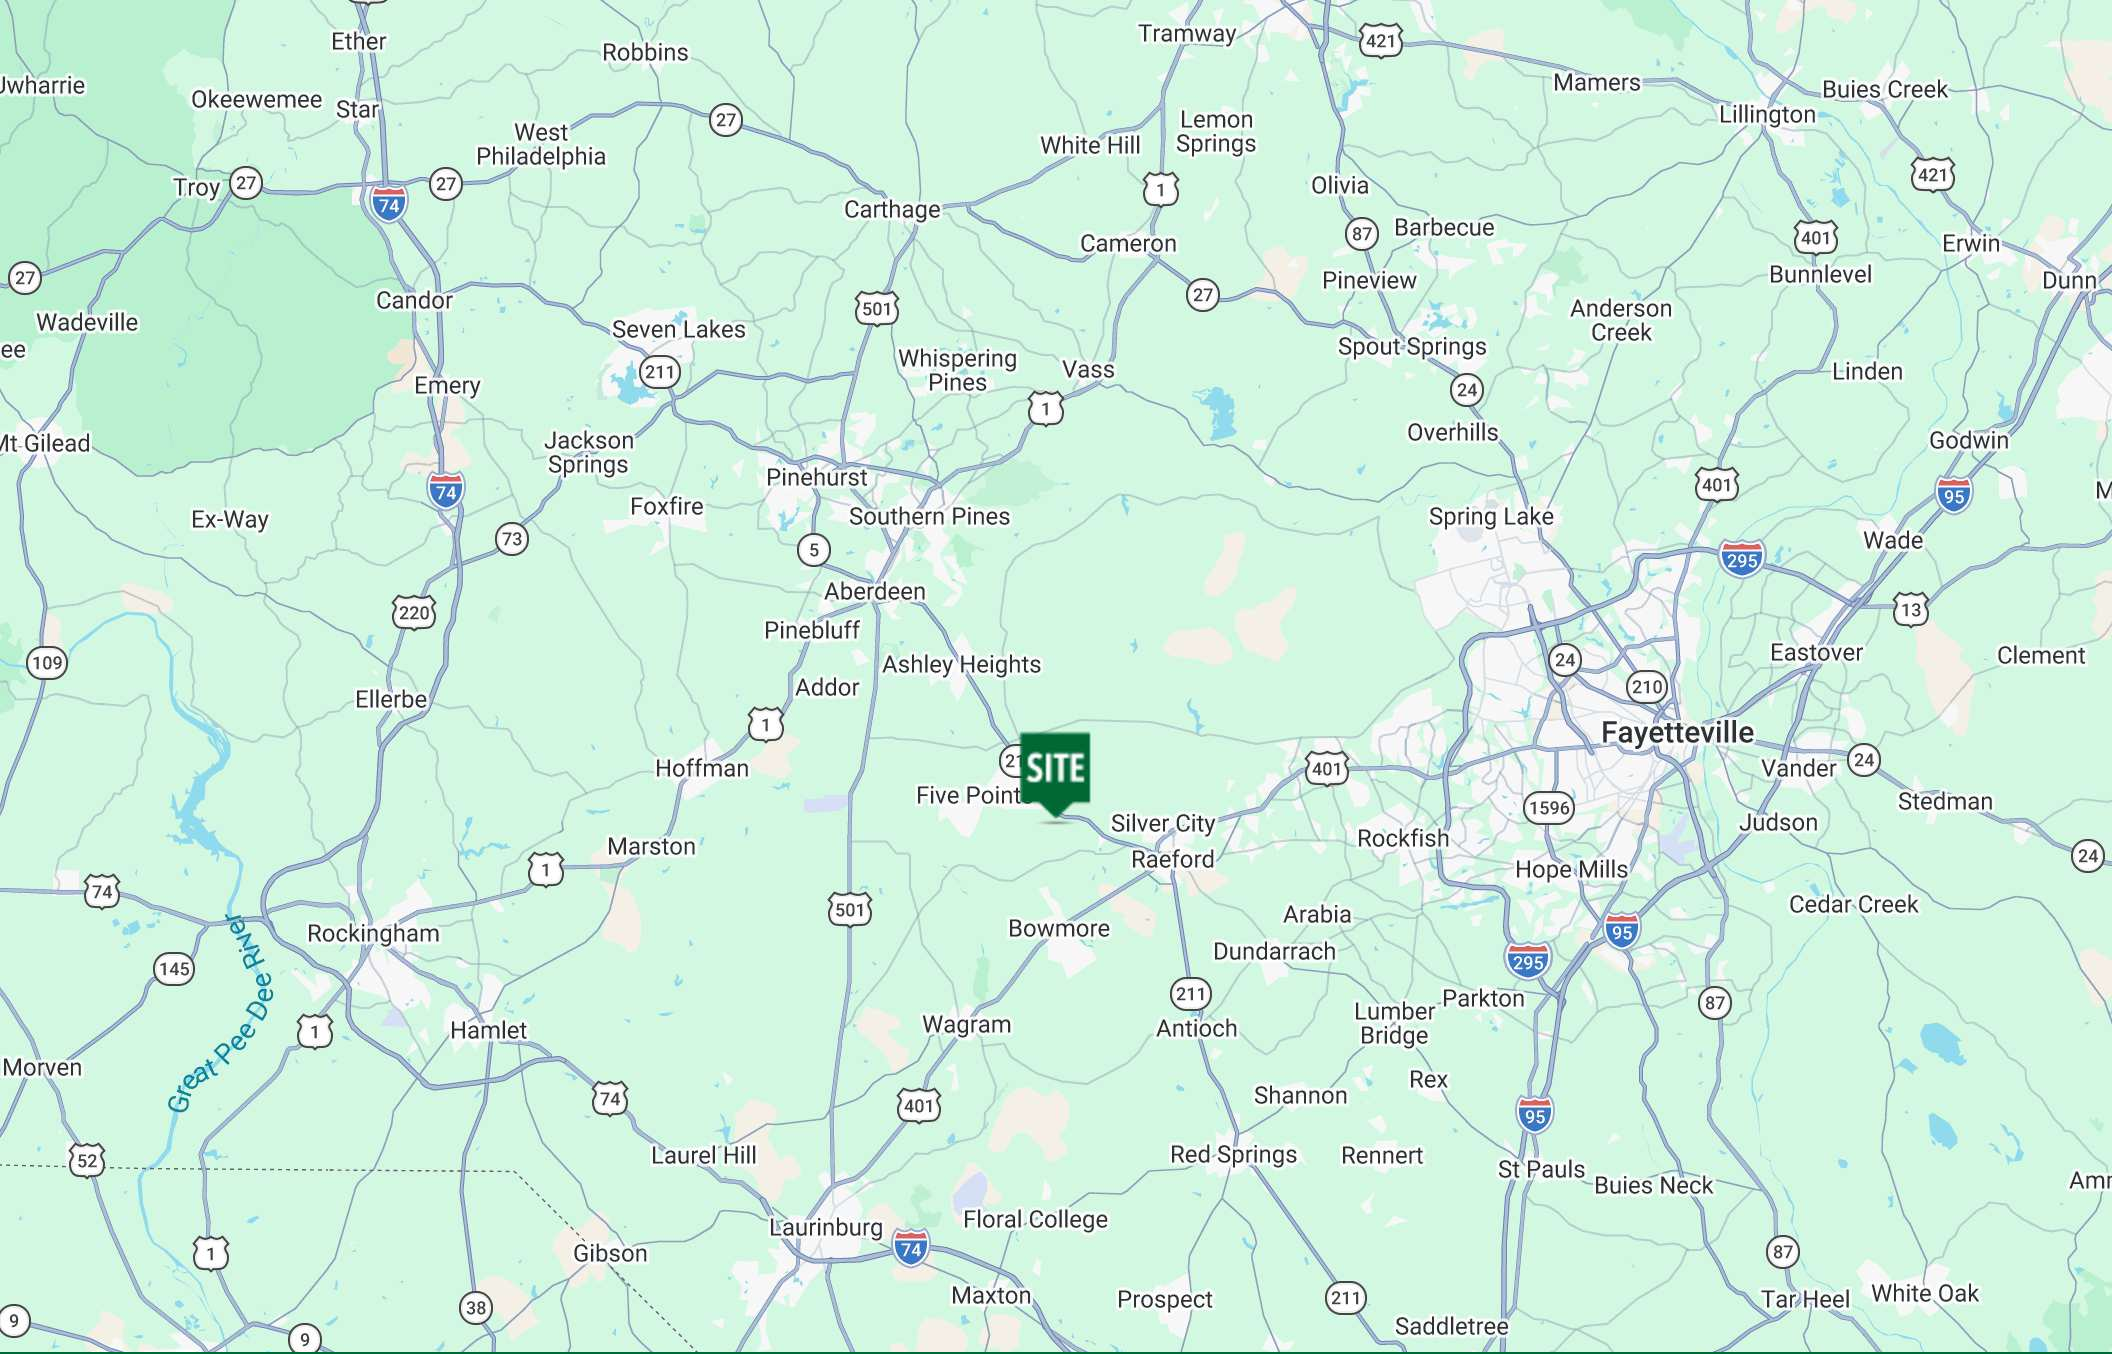 Ether
Robbins
Tramway
421
Mamers
Buies Creek
Lillington
Uwharrie
Okeewemee
Star
West
Philadelphia
27
Lemon
Springs
White Hill
Troy
27
27
74
Carthage
1
Olivia
421
87
Barbecue
401
Erwin
Cameron
27
Candor
501
27
Pineview
Bunnlevel
Dunn
Wadeville
Seven Lakes
Anderson
Creek
ee
211
Whispering
Pines
Vass
Spout Springs
Linden
Emery
1
24
Mt Gilead
Jackson
Springs
Overhills
Godwin
74
Pinehurst
401
95
M
Ex-Way
Foxfire
Southern Pines
Spring Lake
Wade
73
5
295
220
Aberdeen
13
Pinebluff
109
Ashley Heights
24
Eastover
Clement
Ellerbe
Addor
210
1
Fayetteville
Hoffman
21
SITE
401
Vander
24
Five Points
1596
Stedman
Silver City
Rockfish
Judson
Marston
Raeford
24
74
1
Hope Mills
Rockingham
501
Bowmore
Arabia
Cedar Creek
95
145
Great Pee Dee River
Dundarrach
295
1
Hamlet
211
Lumber
Bridge
Parkton
87
Wagram
Antioch
Morven
74
401
Shannon
Rex
95
52
Laurel Hill
Red Springs
Rennert
St Pauls
Buies Neck
Laurinburg
Floral College
1
Gibson
74
87
38
Maxton
Prospect
211
Tar Heel
White Oak
9
9
Saddletree